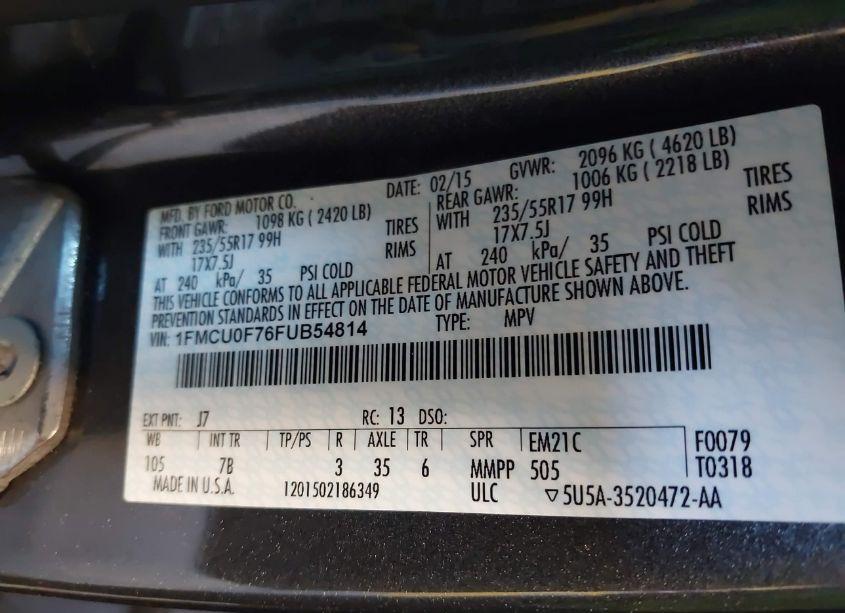 MFD. BY FORD MOTOR CO. DATE: 02/15 GVWR: 2096 KG ( 4620 LB)
FRONT GAWR: 1098 KG ( 2420 LB) REAR GAWR: 1006 KG ( 2218 LB)
WITH 235/55R17 99H TIRES WITH 235/55R17 99H TIRES
17X7.5J RIMS 17X7.5J RIMS
AT 240 kPa/ 35 PSI COLD AT 240 kPa/ 35 PSI COLD
THIS VEHICLE CONFORMS TO ALL APPLICABLE FEDERAL MOTOR VEHICLE SAFETY AND THEFT
PREVENTION STANDARDS IN EFFECT ON THE DATE OF MANUFACTURE SHOWN ABOVE.
VIN: 1FMCU0F76FUB54814 TYPE: MPV
EXT PNT: J7 RC: 13 DSO:
WB INT TR TP/PS R AXLE TR SPR EM21C F0079
105 7B 3 35 6 MMPP 505 T0318
MADE IN U.S.A. 1201502186349 ULC ▽5U5A-3520472-AA